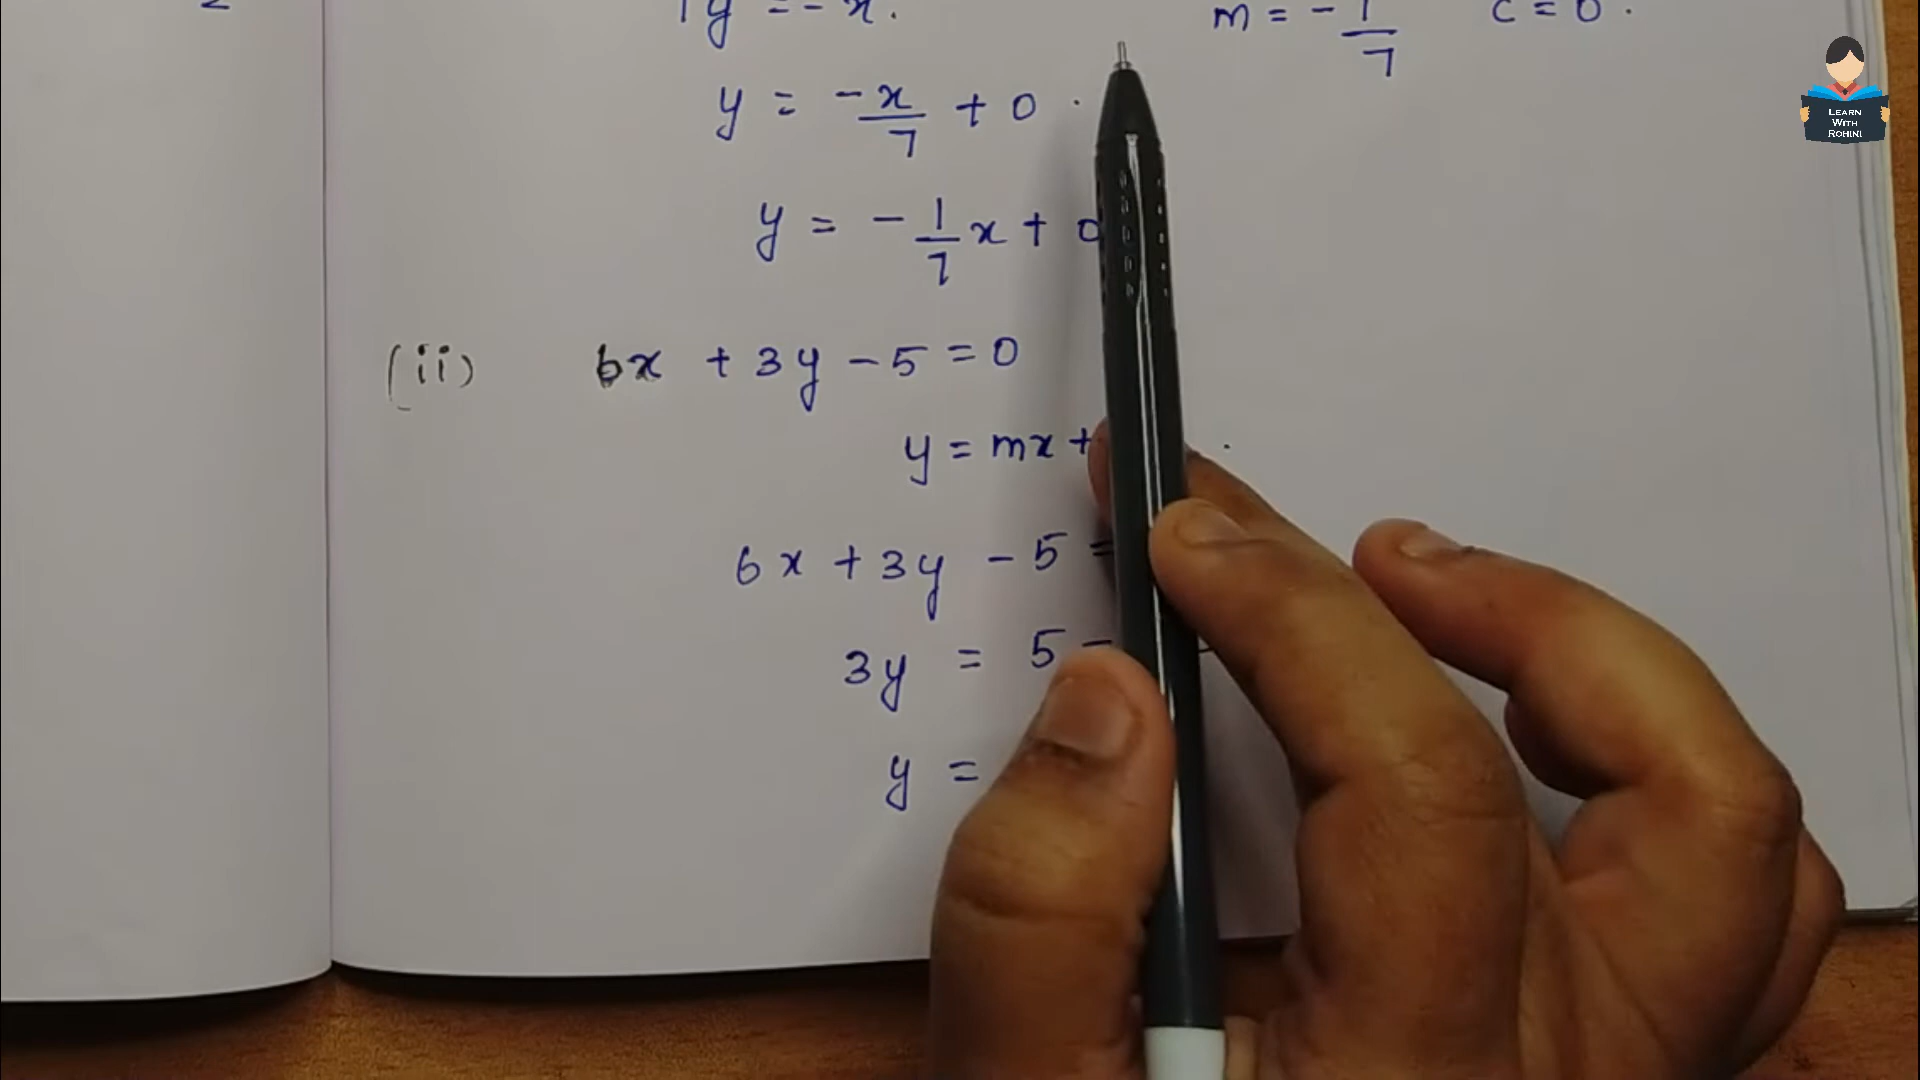 y = - x.
m = - 1/7 c = 0.
y = -x/7 + 0.
y = - 1/7 x + 0
(ii) 6x + 3y - 5 = 0
y = mx +
6x + 3y - 5 =
3y = 5 -
y =
LEARN
WITH
ROHINI